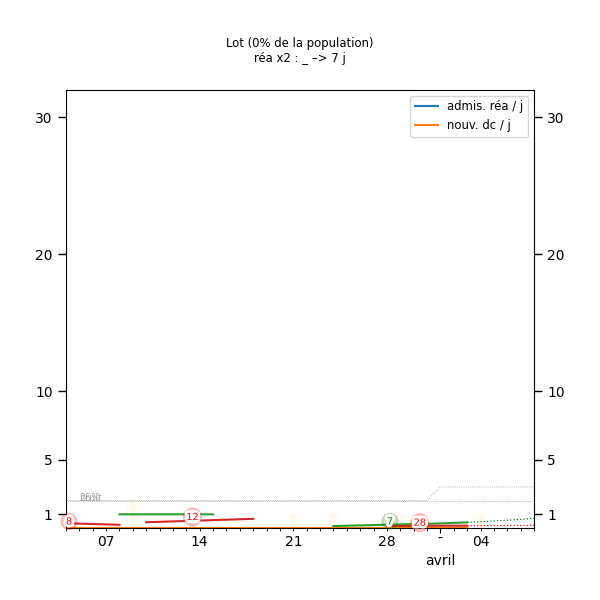 Lot (0% de la population)
réa x2 : _ –> 7 j
admis. réa / j
nouv. dc / j
30 30
20 20
10 10
5 5
1 1
8 12 7 28
07 14 21 28 - 04
avril